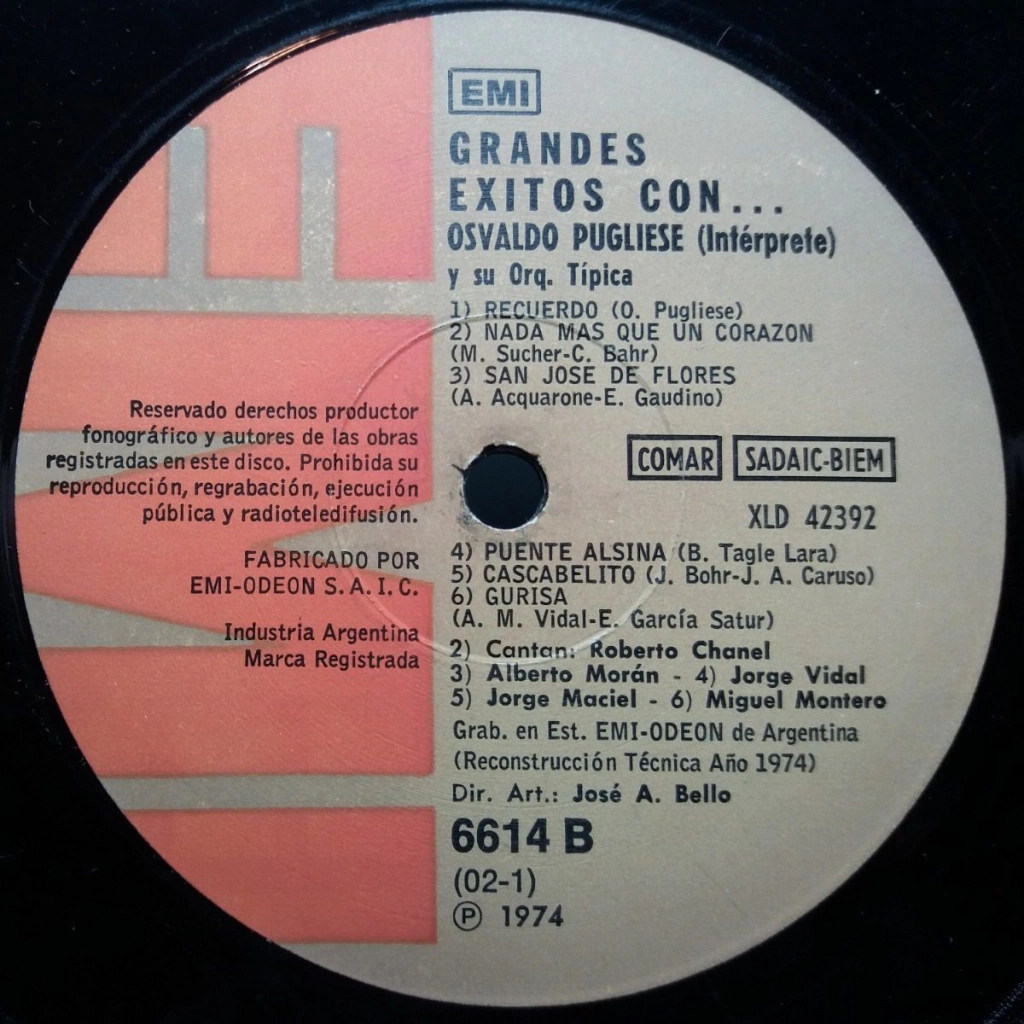 EMI
GRANDES
EXITOS CON...
OSVALDO PUGLIESE (Intérprete)
y su Orq. Típica
1) RECUERDO (O. Pugliese)
2) NADA MAS QUE UN CORAZON
(M. Sucher-C. Bahr)
3) SAN JOSE DE FLORES
(A. Acquarone-E. Gaudino)
Reservado derechos productor
fonográfico y autores de las obras
registradas en este disco. Prohibida su
reproducción, regrabación, ejecución
pública y radioteledifusión.
FABRICADO POR
EMI-ODEON S.A.I.C.
Industria Argentina
Marca Registrada
COMAR SADAIC-BIEM
XLD 42392
4) PUENTE ALSINA (B. Tagle Lara)
5) CASCABELITO (J. Bohr-J. A. Caruso)
6) GURISA
(A. M. Vidal-E. García Satur)
2) Cantan: Roberto Chanel
3) Alberto Morán - 4) Jorge Vidal
5) Jorge Maciel - 6) Miguel Montero
Grab. en Est. EMI-ODEON de Argentina
(Reconstrucción Técnica Año 1974)
Dir. Art.: José A. Bello
6614 B
(02-1)
Ⓟ 1974